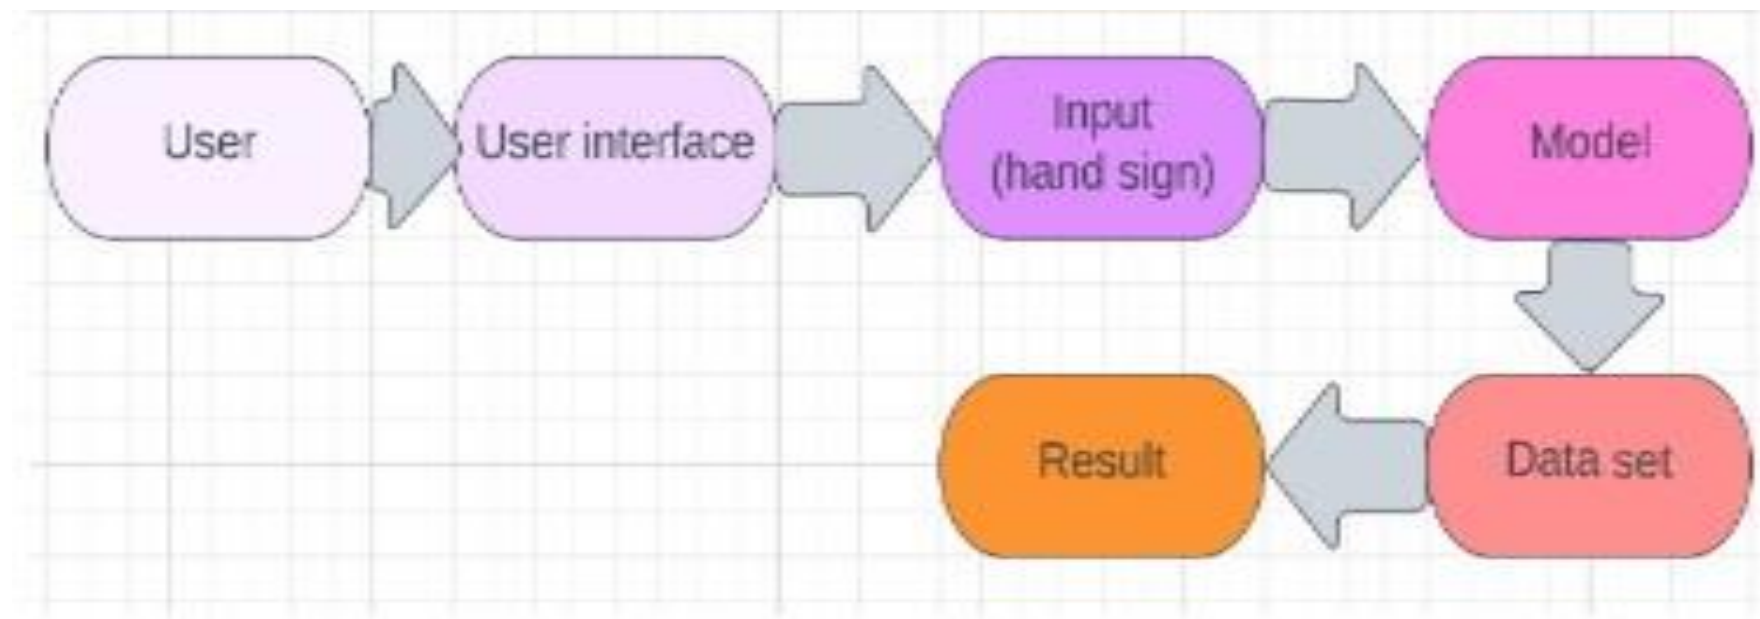 User
User interface
Input
(hand sign)
Model
Data set
Result